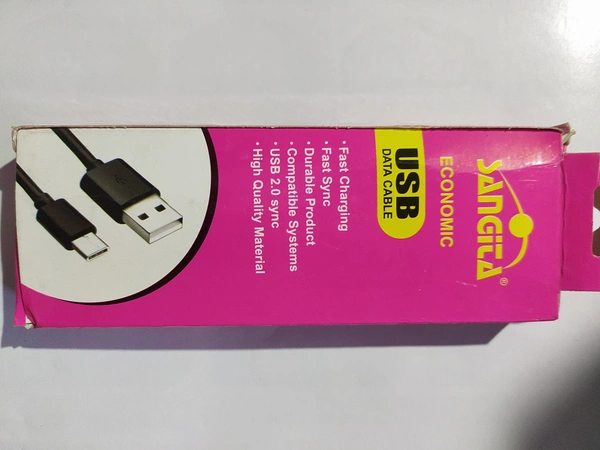 SANGITA®
ECONOMIC
USB
DATA CABLE
• Fast Charging
• Fast Sync
• Durable Product
• Compatible Systems
• USB 2.0 sync
• High Quality Material